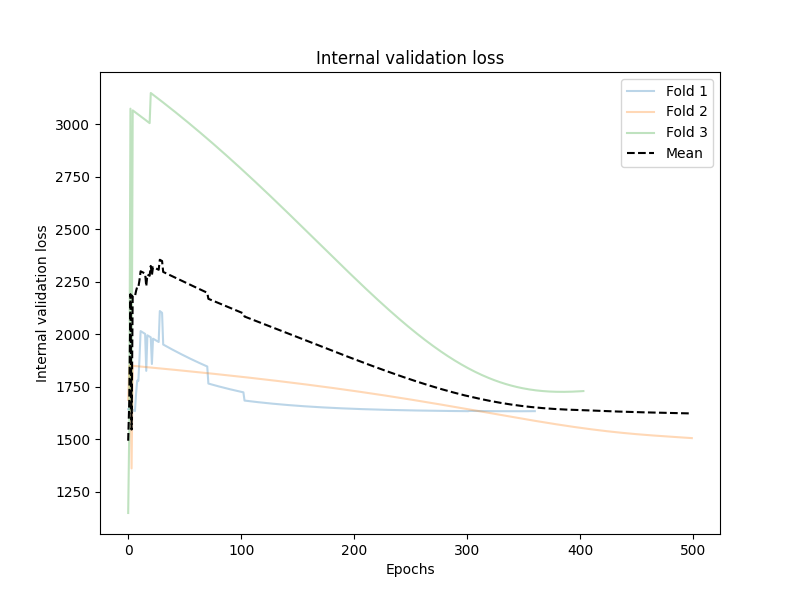 Internal validation loss
Fold 1
Fold 2
Fold 3
Mean
Internal validation loss
3000
2750
2500
2250
2000
1750
1500
1250
0 100 200 300 400 500
Epochs